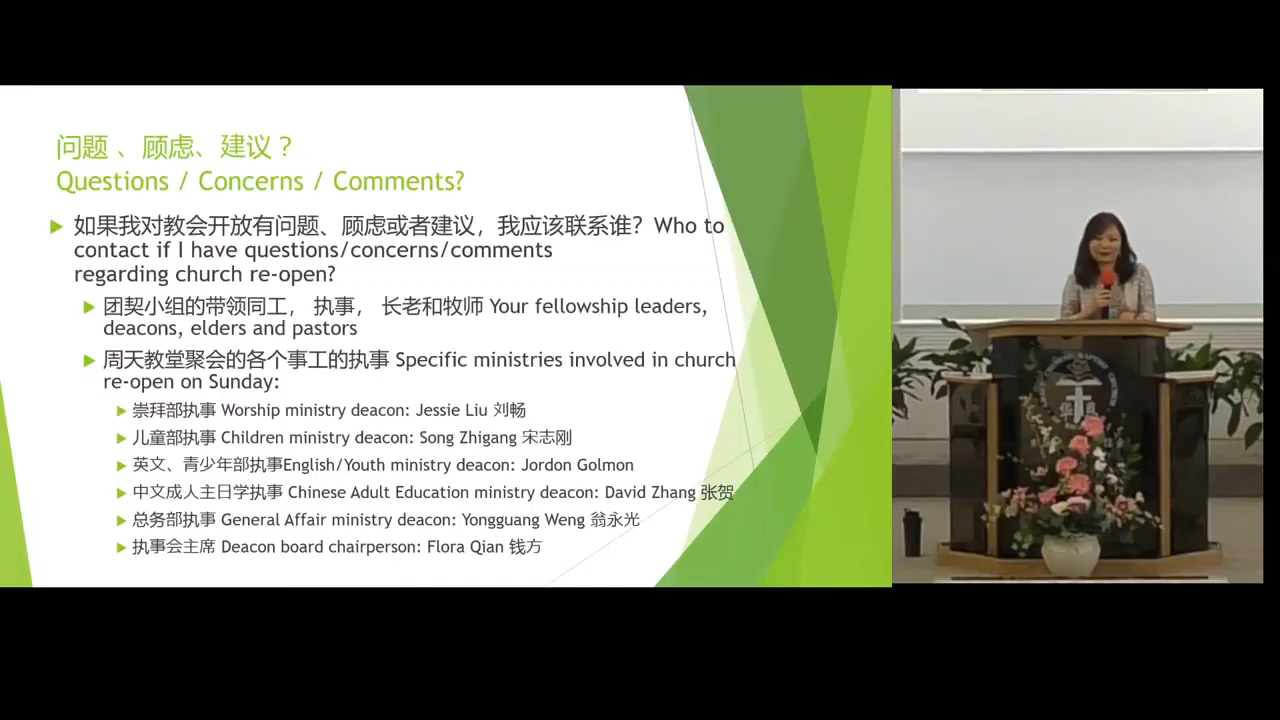 问题 、顾虑、建议？
Questions / Concerns / Comments?
如果我对教会开放有问题、顾虑或者建议，我应该联系谁？Who to
contact if I have questions/concerns/comments
regarding church re-open?
团契小组的带领同工， 执事， 长老和牧师 Your fellowship leaders,
deacons, elders and pastors
周天教堂聚会的各个事工的执事 Specific ministries involved in church
re-open on Sunday:
崇拜部执事 Worship ministry deacon: Jessie Liu 刘畅
儿童部执事 Children ministry deacon: Song Zhigang 宋志刚
英文、青少年部执事English/Youth ministry deacon: Jordon Golmon
中文成人主日学执事 Chinese Adult Education ministry deacon: David Zhang 张贺
总务部执事 General Affair ministry deacon: Yongguang Weng 翁永光
执事会主席 Deacon board chairperson: Flora Qian 钱方
BAPTIST CHURCH